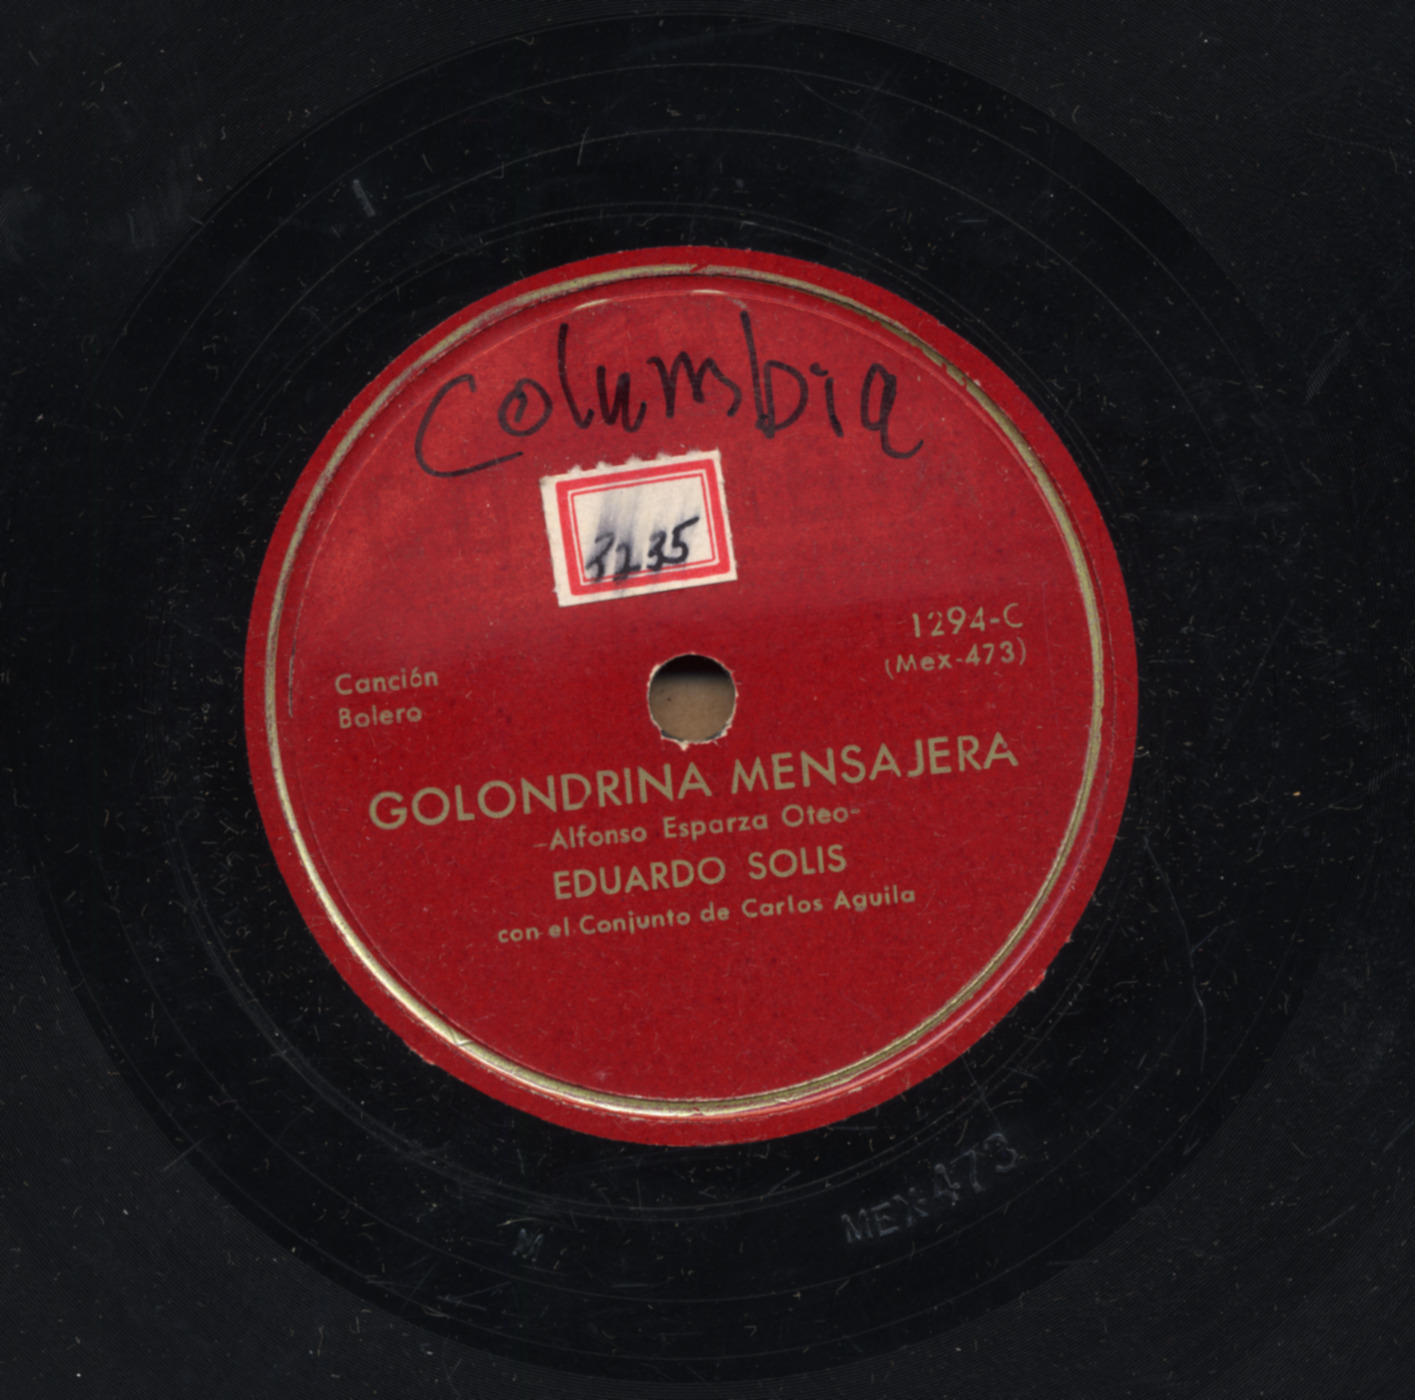 Columbia
3235
1294-C
(Mex-473)
Canción
Bolero
GOLONDRINA MENSAJERA
-Alfonso Esparza Oteo-
EDUARDO SOLIS
con el Conjunto de Carlos Aguila
MEX-473
M